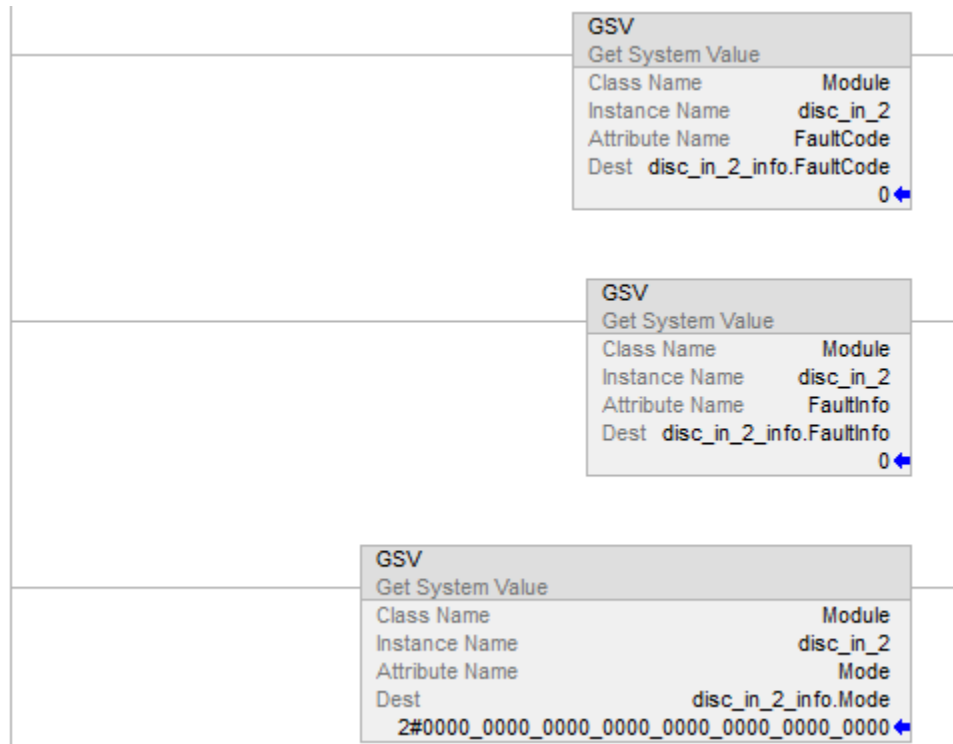 GSV
Get System Value
Class Name Module
Instance Name disc_in_2
Attribute Name FaultCode
Dest disc_in_2_info.FaultCode
0
GSV
Get System Value
Class Name Module
Instance Name disc_in_2
Attribute Name FaultInfo
Dest disc_in_2_info.FaultInfo
0
GSV
Get System Value
Class Name Module
Instance Name disc_in_2
Attribute Name Mode
Dest disc_in_2_info.Mode
2#0000_0000_0000_0000_0000_0000_0000_0000